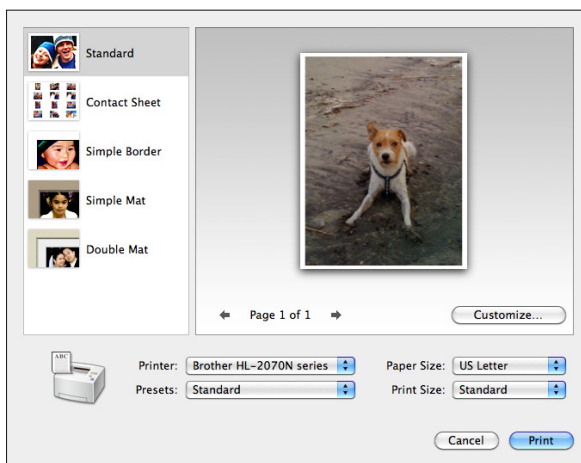 Standard
Contact Sheet
Simple Border
Simple Mat
Double Mat
Page 1 of 1
Customize...
ABC
Printer: Brother HL-2070N series
Paper Size: US Letter
Presets: Standard
Print Size: Standard
Cancel
Print